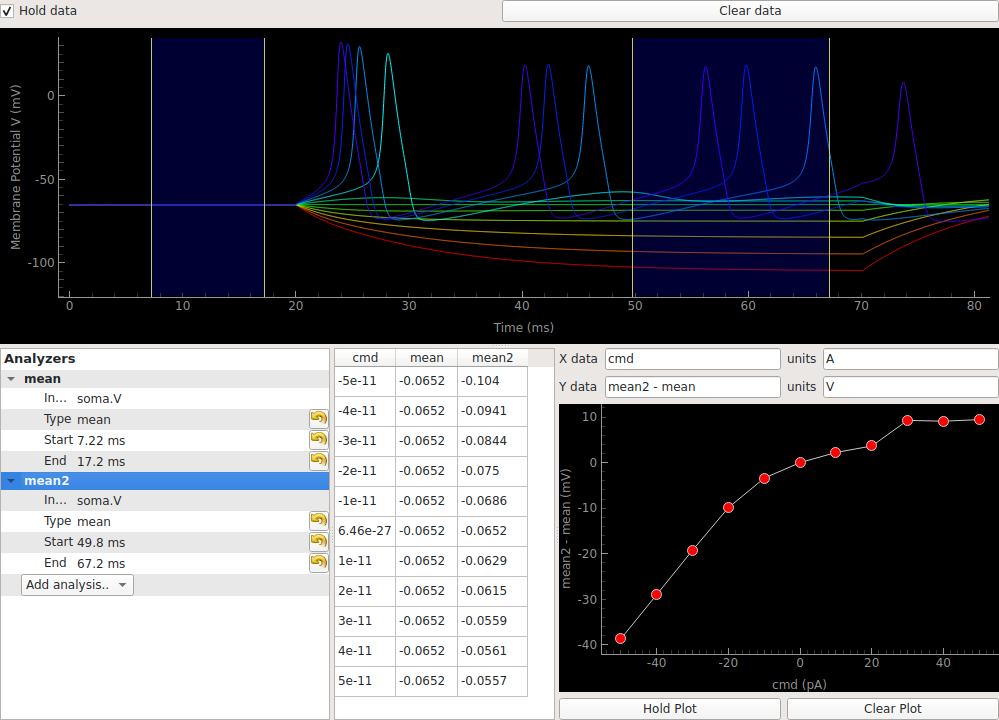 Hold data
Clear data
Membrane Potential V (mV)
0
-50
-100
0 10 20 30 40 50 60 70 80
Time (ms)
Analyzers
mean
In... soma.V
Type mean
Start 7.22 ms
End 17.2 ms
mean2
In... soma.V
Type mean
Start 49.8 ms
End 67.2 ms
Add analysis..
cmd mean mean2
-5e-11 -0.0652 -0.104
-4e-11 -0.0652 -0.0941
-3e-11 -0.0652 -0.0844
-2e-11 -0.0652 -0.075
-1e-11 -0.0652 -0.0686
6.46e-27 -0.0652 -0.0652
1e-11 -0.0652 -0.0629
2e-11 -0.0652 -0.0615
3e-11 -0.0652 -0.0559
4e-11 -0.0652 -0.0561
5e-11 -0.0652 -0.0557
X data cmd units A
Y data mean2 - mean units V
mean2 - mean (mV)
10
0
-10
-20
-30
-40
-40 -20 0 20 40
cmd (pA)
Hold Plot
Clear Plot